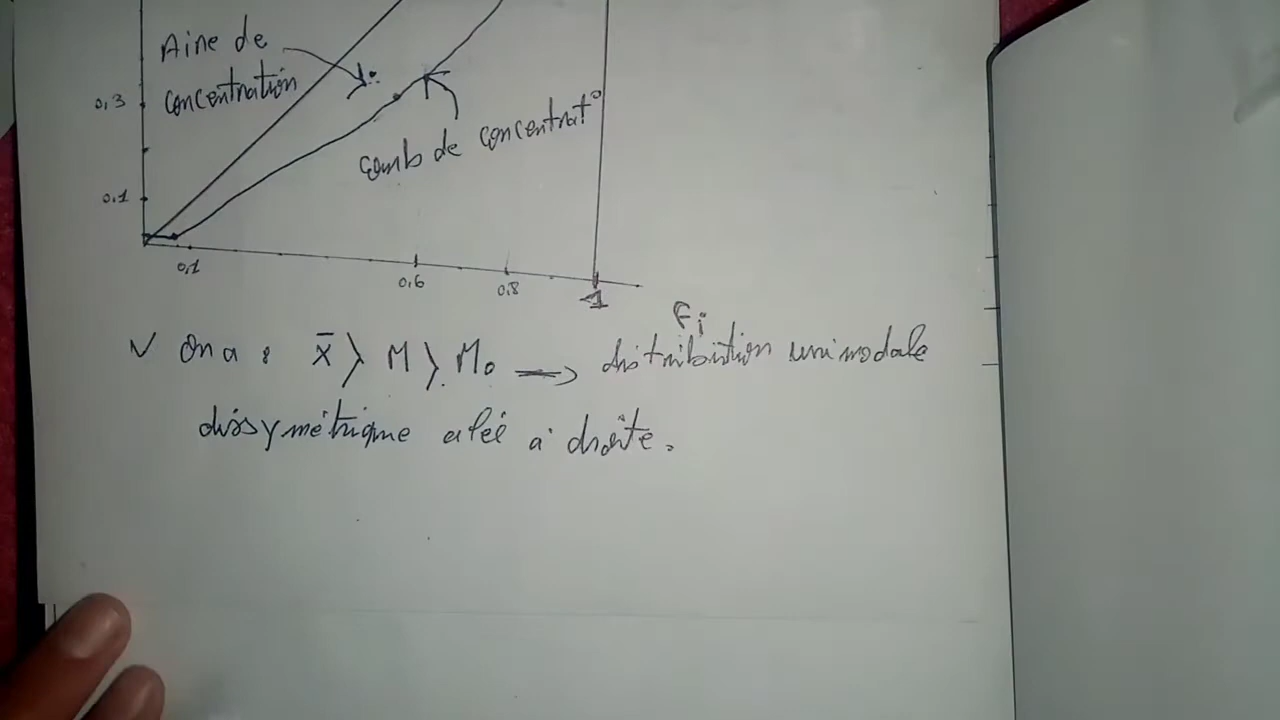 Aire de
concentration
0,3
courb de concentrat°
0,1
0,1
0,6
0,8
1
Fi
✓ On a : x̄ > M > Mo → distribution unimodale
dissymétrique alée à droite.